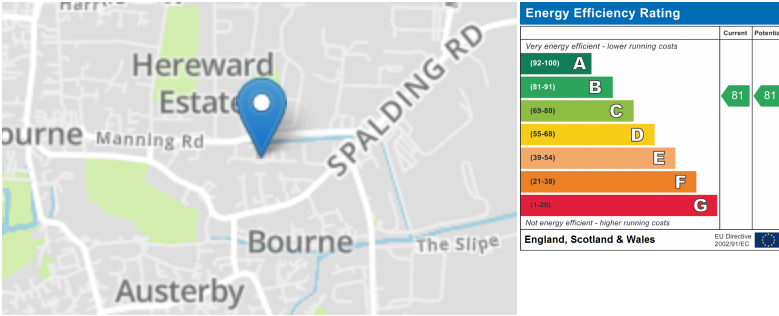 Hereward
Estate
ourne
Manning Rd
SPALDING RD
Bourne
The Slipe
Austerby
Energy Efficiency Rating
Current
Potentia
Very energy efficient - lower running costs
(92-100) A
(81-91) B
81
81
(69-80) C
(55-68) D
(39-54) E
(21-38) F
(1-20) G
Not energy efficient - higher running costs
England, Scotland & Wales
EU Directive
2002/91/EC